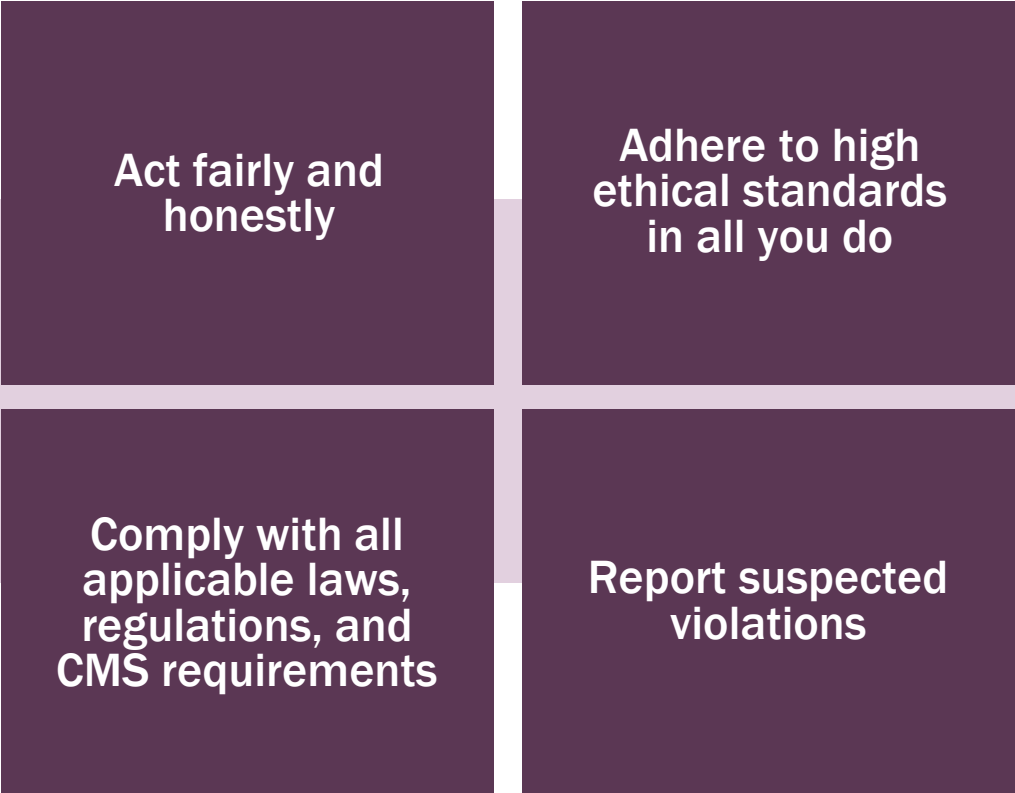 Act fairly and
honestly
Adhere to high
ethical standards
in all you do
Comply with all
applicable laws,
regulations, and
CMS requirements
Report suspected
violations